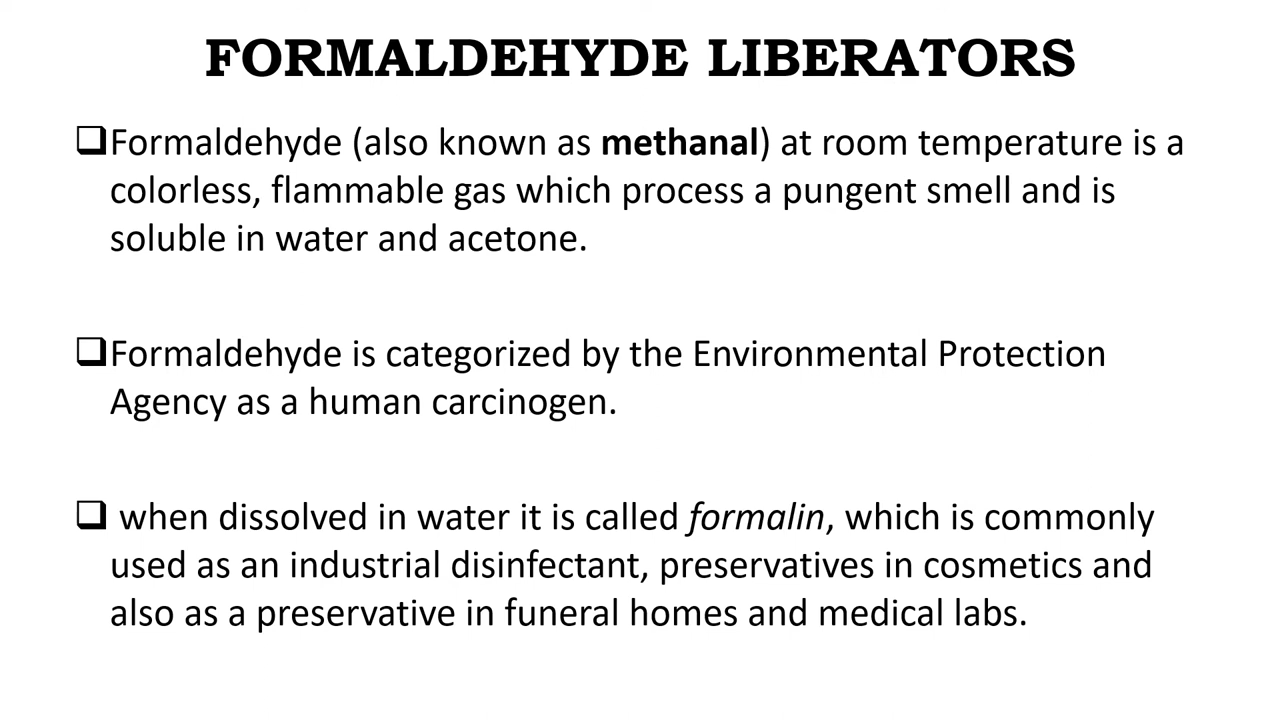 FORMALDEHYDE LIBERATORS
❑Formaldehyde (also known as methanal) at room temperature is a
colorless, flammable gas which process a pungent smell and is
soluble in water and acetone.
❑Formaldehyde is categorized by the Environmental Protection
Agency as a human carcinogen.
❑ when dissolved in water it is called formalin, which is commonly
used as an industrial disinfectant, preservatives in cosmetics and
also as a preservative in funeral homes and medical labs.